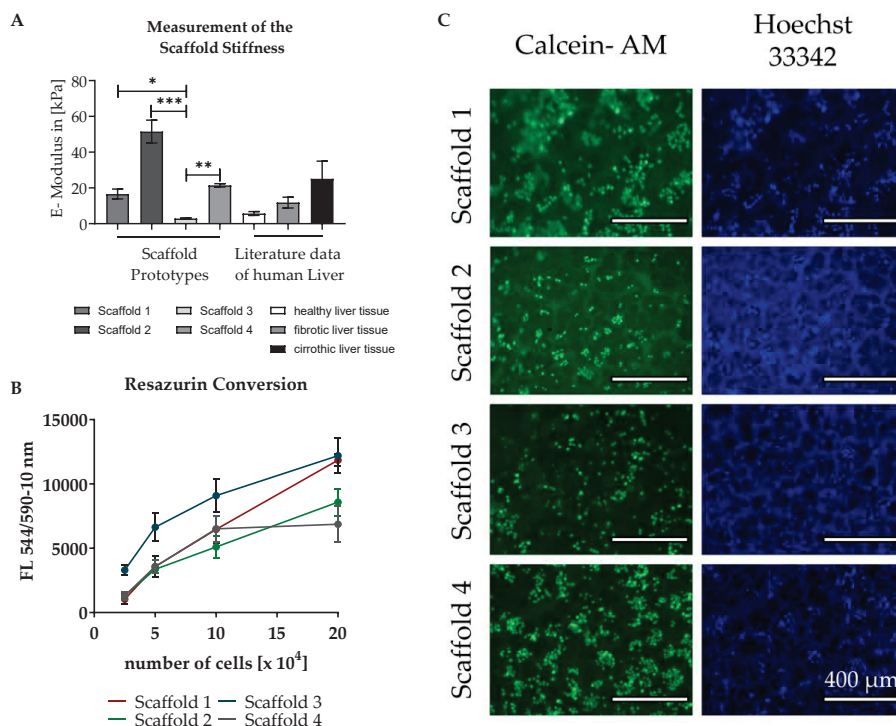 A
Measurement of the
Scaffold Stiffness
E- Modulus in [kPa]
80
60
40
20
0
*
***
**
Scaffold
Prototypes
Literature data
of human Liver
Scaffold 1
Scaffold 3
healthy liver tissue
Scaffold 2
Scaffold 4
fibrotic liver tissue
cirrothic liver tissue
B
Resazurin Conversion
FL 544/590-10 nm
15000
10000
5000
0
0
5
10
15
20
number of cells [x 10⁴]
Scaffold 1
Scaffold 3
Scaffold 2
Scaffold 4
C
Calcein- AM
Hoechst
33342
Scaffold 1
Scaffold 2
Scaffold 3
Scaffold 4
400 µm